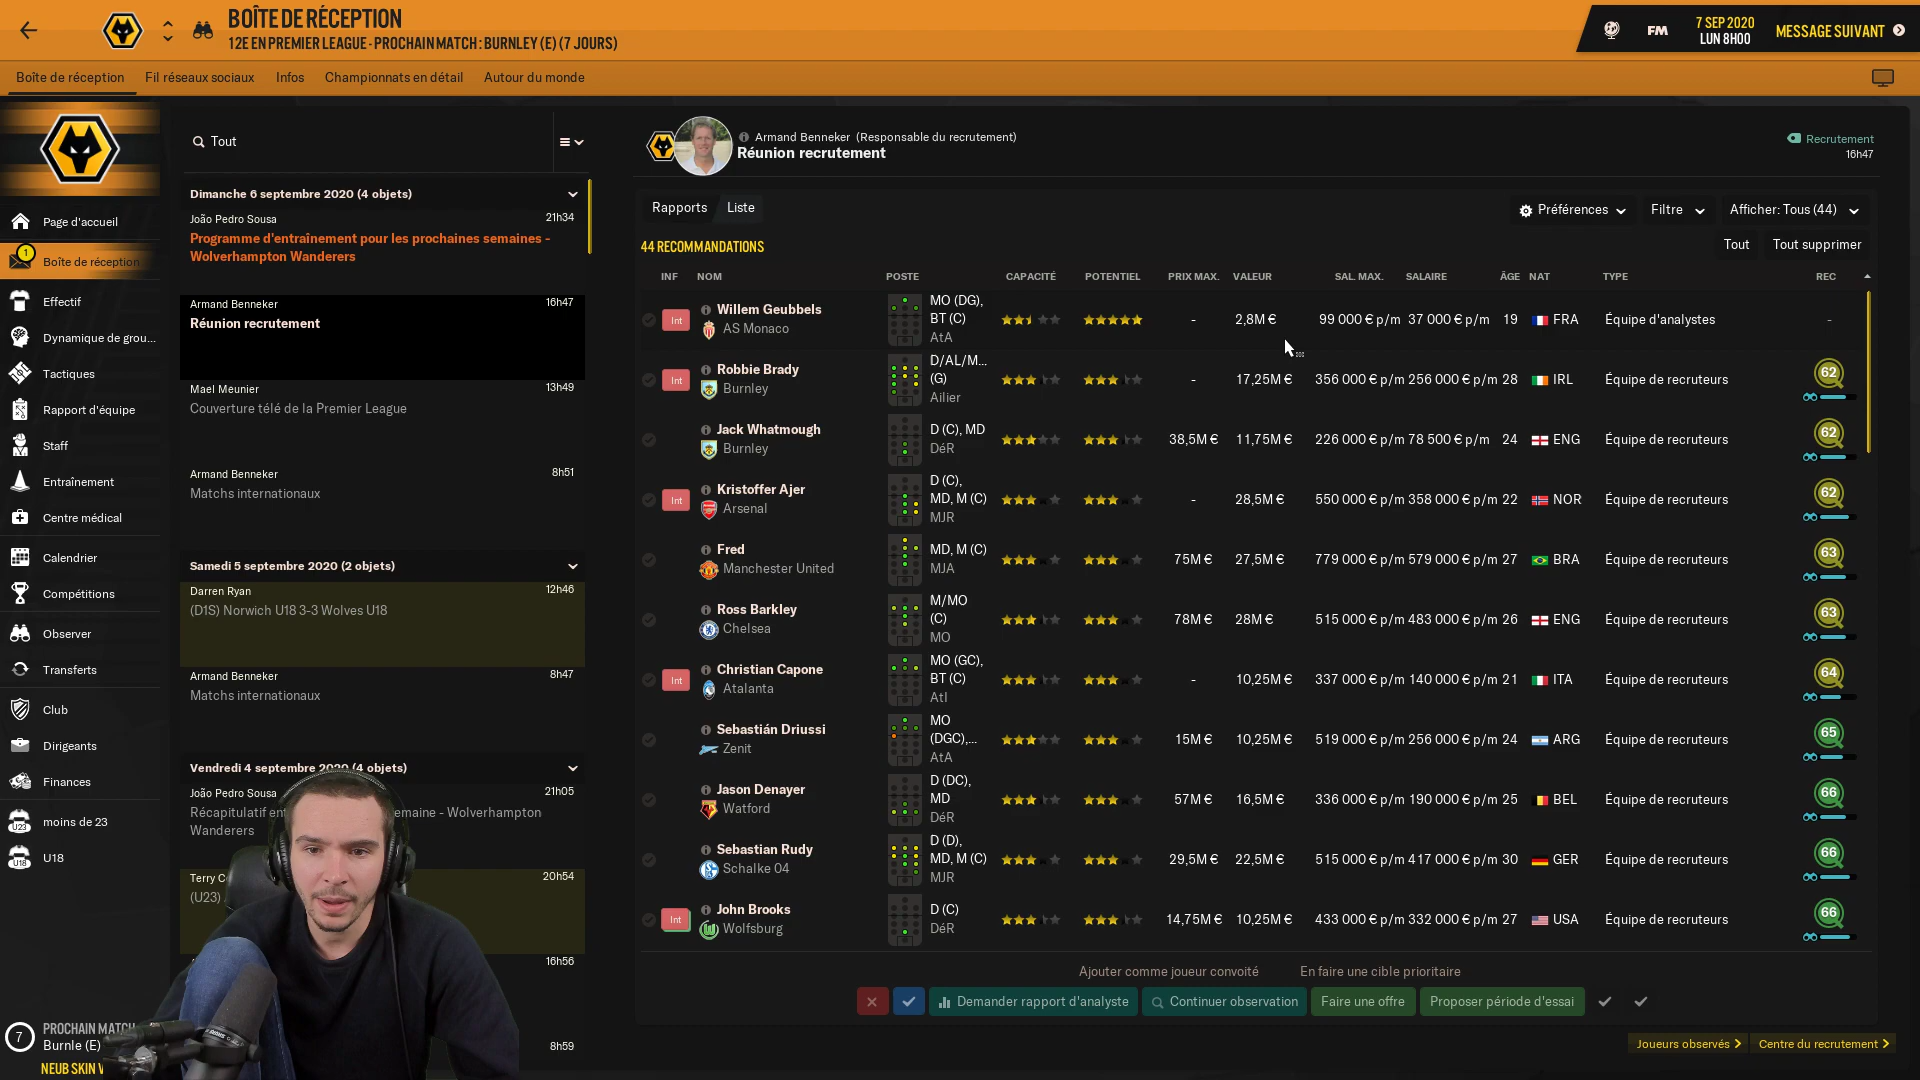 BOÎTE DE RÉCEPTION
12E EN PREMIER LEAGUE - PROCHAIN MATCH : BURNLEY (E) (7 JOURS)
FM
7 SEP 2020
LUN 8H00
MESSAGE SUIVANT
Boîte de réception
Fil réseaux sociaux
Infos
Championnats en détail
Autour du monde
Page d'accueil
1
Boîte de réception
Effectif
Dynamique de grou...
Tactiques
Rapport d'équipe
Staff
Entraînement
Centre médical
Calendrier
Compétitions
Observer
Transferts
Club
Dirigeants
Finances
U23
moins de 23
U18
U18
7
PROCHAIN MATCH
Burnle (E)
NEUB SKIN
Tout
Dimanche 6 septembre 2020 (4 objets)
João Pedro Sousa 21h34
Programme d'entraînement pour les prochaines semaines -
Wolverhampton Wanderers
Armand Benneker 16h47
Réunion recrutement
Mael Meunier 13h49
Couverture télé de la Premier League
Armand Benneker 8h51
Matchs internationaux
Samedi 5 septembre 2020 (2 objets)
Darren Ryan 12h46
(D1S) Norwich U18 3-3 Wolves U18
Armand Benneker 8h47
Matchs internationaux
Vendredi 4 septembre 2020 (4 objets)
João Pedro Sousa 21h05
Récapitulatif emaine - Wolverhampton
Wanderers
Terry 20h54
(U23)
16h56
8h59
Armand Benneker (Responsable du recrutement)
Réunion recrutement
Recrutement
16h47
Rapports
Liste
Préférences
Filtre
Afficher: Tous (44)
44 RECOMMANDATIONS
Tout
Tout supprimer
INF NOM POSTE CAPACITÉ POTENTIEL PRIX MAX. VALEUR SAL. MAX. SALAIRE ÂGE NAT TYPE REC
Int Willem Geubbels AS Monaco MO (DG), BT (C) AtA - 2,8M € 99 000 € p/m 37 000 € p/m 19 FRA Équipe d'analystes -
Int Robbie Brady Burnley D/AL/M... (G) Ailier - 17,25M € 356 000 € p/m 256 000 € p/m 28 IRL Équipe de recruteurs 62
Jack Whatmough Burnley D (C), MD DéR 38,5M € 11,75M € 226 000 € p/m 78 500 € p/m 24 ENG Équipe de recruteurs 62
Int Kristoffer Ajer Arsenal D (C), MD, M (C) MJR - 28,5M € 550 000 € p/m 358 000 € p/m 22 NOR Équipe de recruteurs 62
Fred Manchester United MD, M (C) MJA 75M € 27,5M € 779 000 € p/m 579 000 € p/m 27 BRA Équipe de recruteurs 63
Ross Barkley Chelsea M/MO (C) MO 78M € 28M € 515 000 € p/m 483 000 € p/m 26 ENG Équipe de recruteurs 63
Int Christian Capone Atalanta MO (GC), BT (C) AtI - 10,25M € 337 000 € p/m 140 000 € p/m 21 ITA Équipe de recruteurs 64
Sebastián Driussi Zenit MO (DGC),... AtA 15M € 10,25M € 519 000 € p/m 256 000 € p/m 24 ARG Équipe de recruteurs 65
Jason Denayer Watford D (DC), MD DéR 57M € 16,5M € 336 000 € p/m 190 000 € p/m 25 BEL Équipe de recruteurs 66
Sebastian Rudy Schalke 04 D (D), MD, M (C) MJR 29,5M € 22,5M € 515 000 € p/m 417 000 € p/m 30 GER Équipe de recruteurs 66
Int John Brooks Wolfsburg D (C) DéR 14,75M € 10,25M € 433 000 € p/m 332 000 € p/m 27 USA Équipe de recruteurs 66
Ajouter comme joueur convoité
En faire une cible prioritaire
Demander rapport d'analyste
Continuer observation
Faire une offre
Proposer période d'essai
Joueurs observés
Centre du recrutement